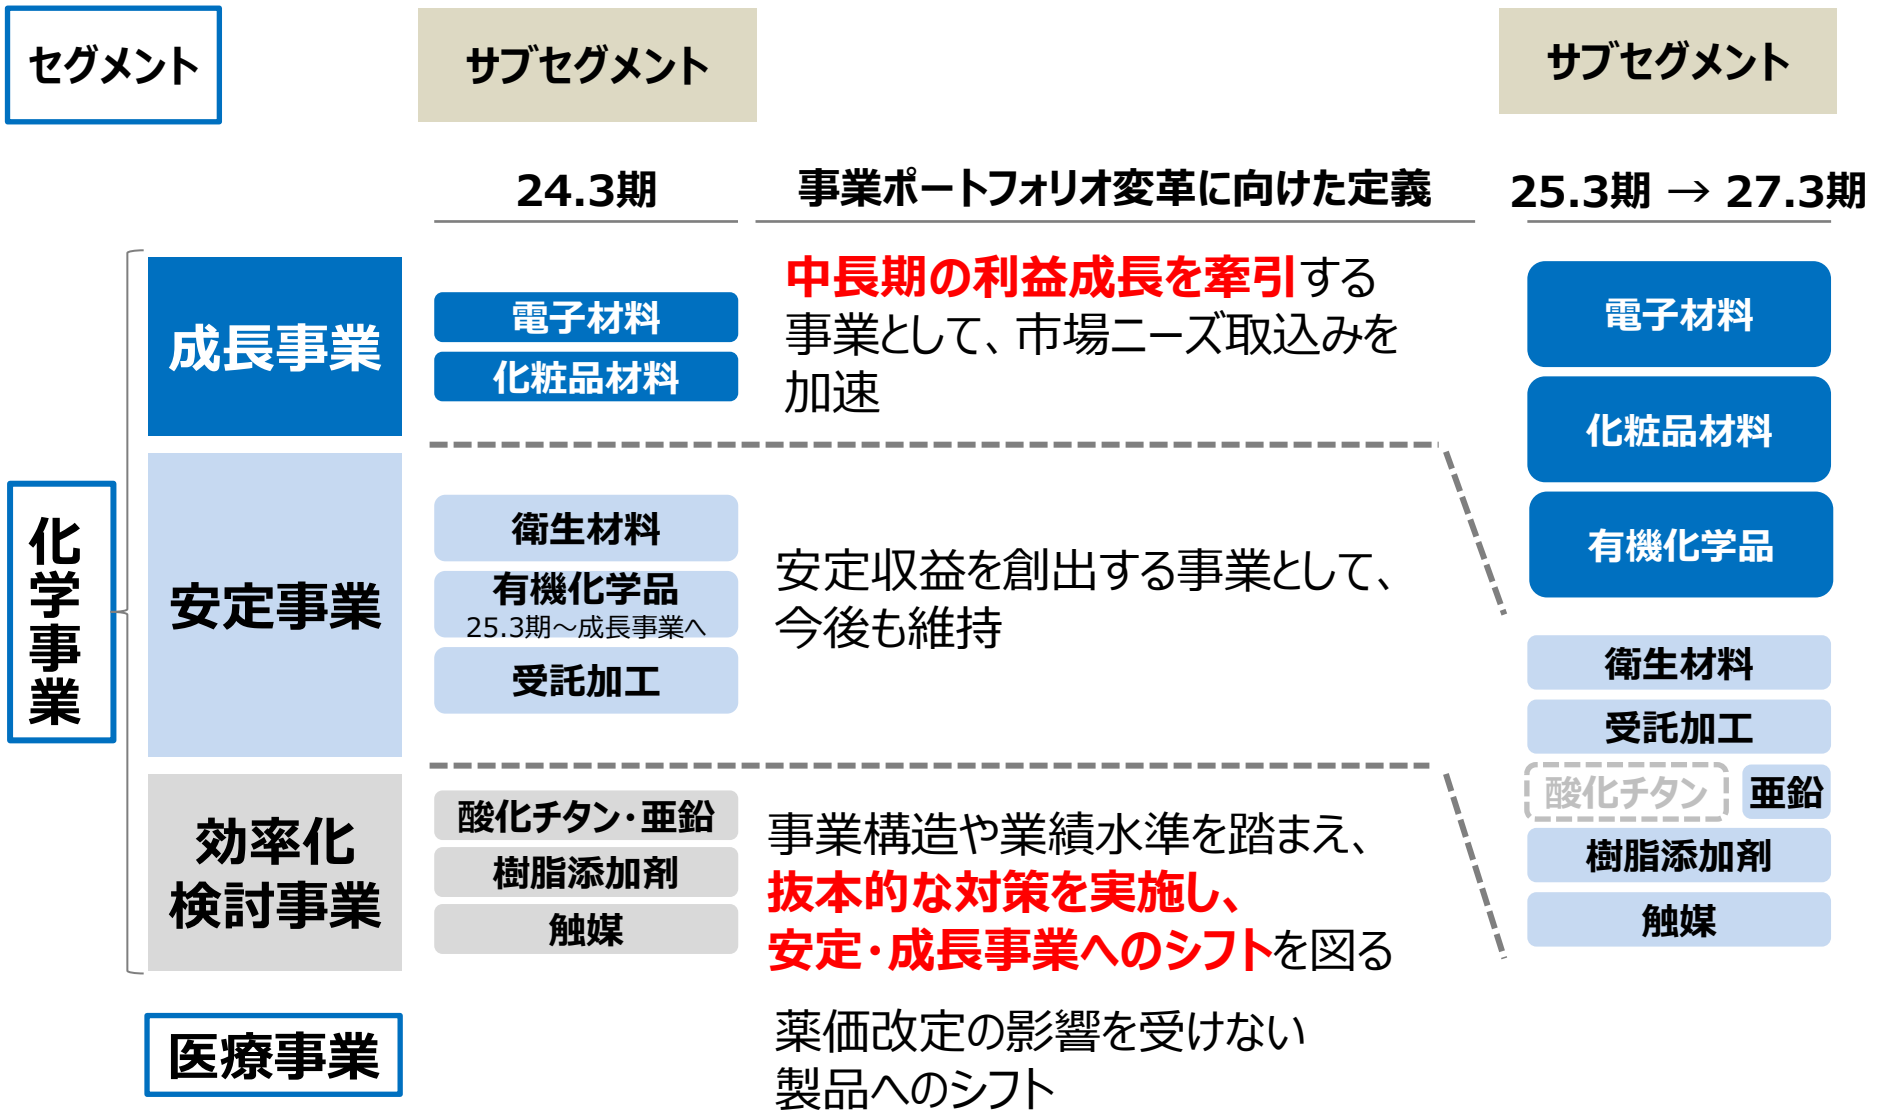 セグメント
サブセグメント
サブセグメント
24.3期
事業ポートフォリオ変革に向けた定義
25.3期 → 27.3期
化学事業
成長事業
電子材料
化粧品材料
中長期の利益成長を牽引する
事業として、市場ニーズ取込みを
加速
電子材料
化粧品材料
有機化学品
安定事業
衛生材料
有機化学品
25.3期～成長事業へ
受託加工
安定収益を創出する事業として、
今後も維持
衛生材料
受託加工
酸化チタン
亜鉛
樹脂添加剤
触媒
効率化
検討事業
酸化チタン・亜鉛
樹脂添加剤
触媒
事業構造や業績水準を踏まえ、
抜本的な対策を実施し、
安定・成長事業へのシフトを図る
医療事業
薬価改定の影響を受けない
製品へのシフト